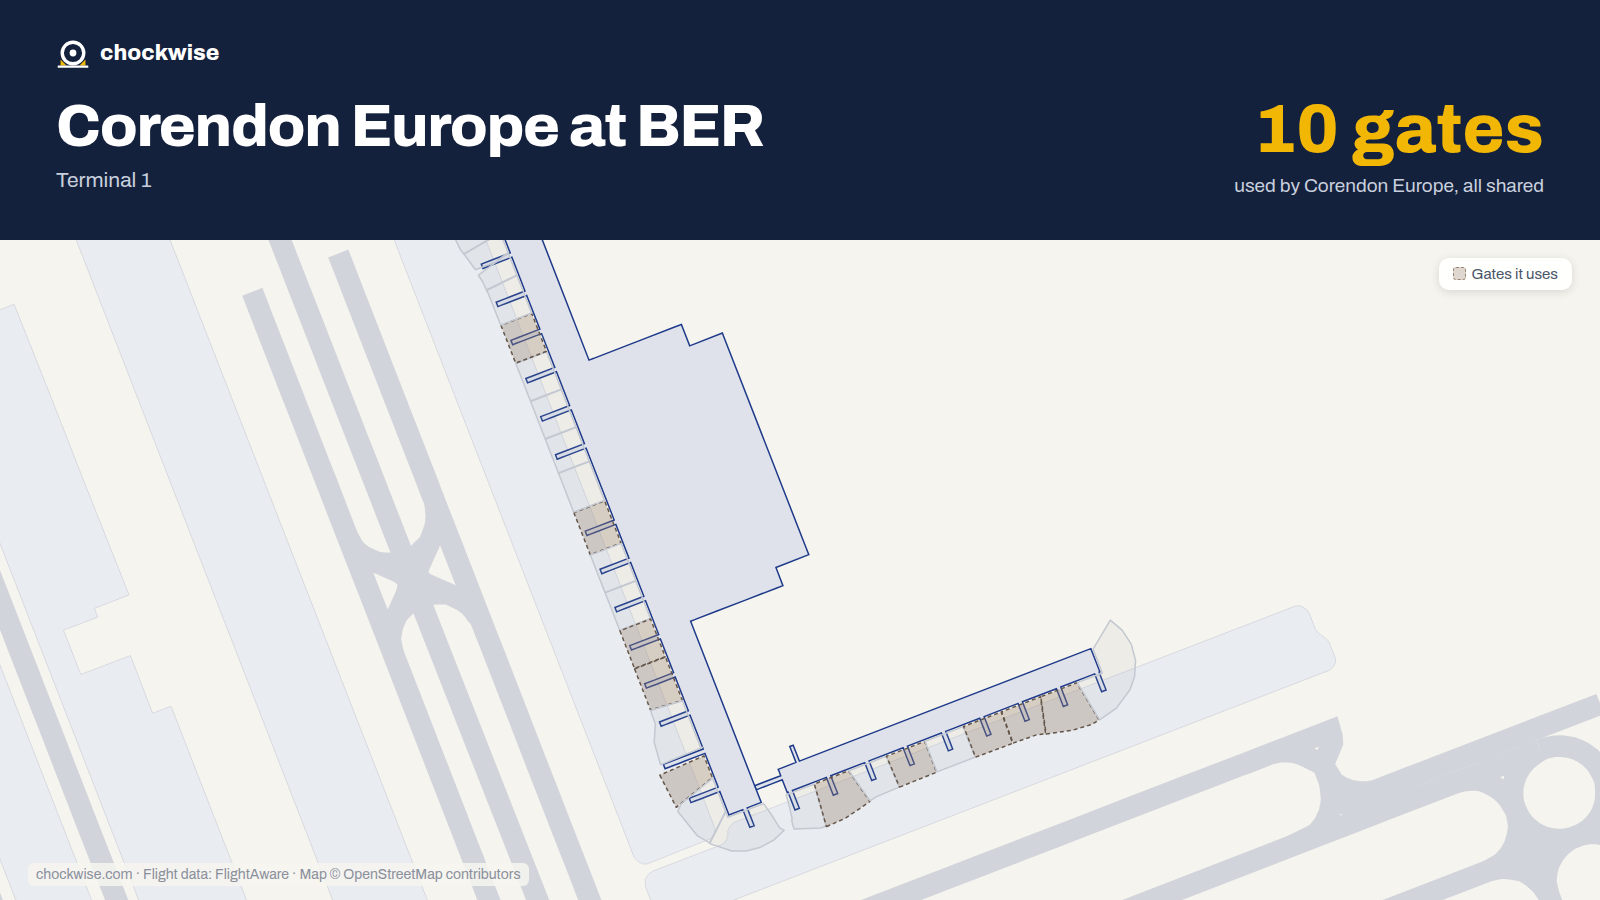 chockwise
Corendon Europe at BER
Terminal 1
10 gates
used by Corendon Europe, all shared
Gates it uses
chockwise.com · Flight data: FlightAware · Map © OpenStreetMap contributors